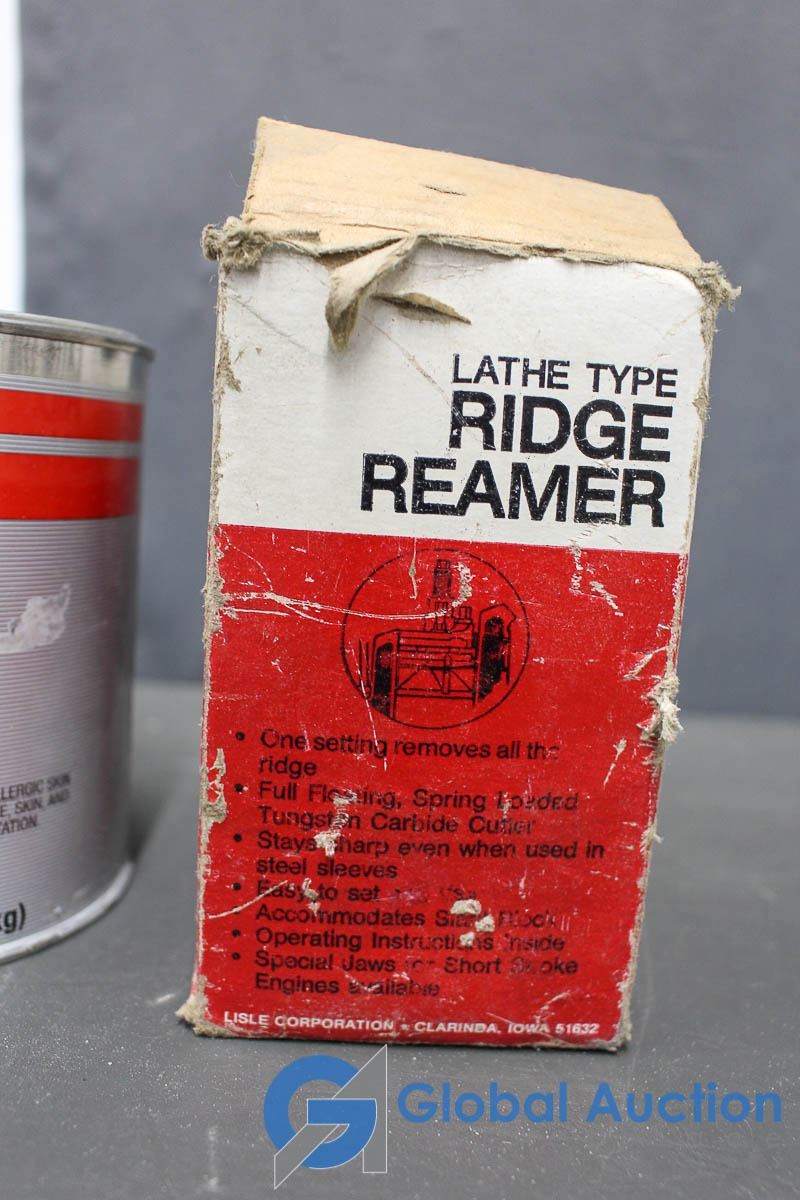 LATHE TYPE
RIDGE
REAMER
• One setting removes all the
ridge
• Full Floating, Spring Loaded
Tungsten Carbide Cutter
• Stays sharp even when used in
steel sleeves
• Easy to set
• Accommodates Slant Block
• Operating Instructions Inside
• Special Jaws for Short Stroke
Engines available
LISLE CORPORATION • CLARINDA, IOWA 51632
LERGIC SKIN
E, SKIN, AND
ATION.
kg)
Global Auction